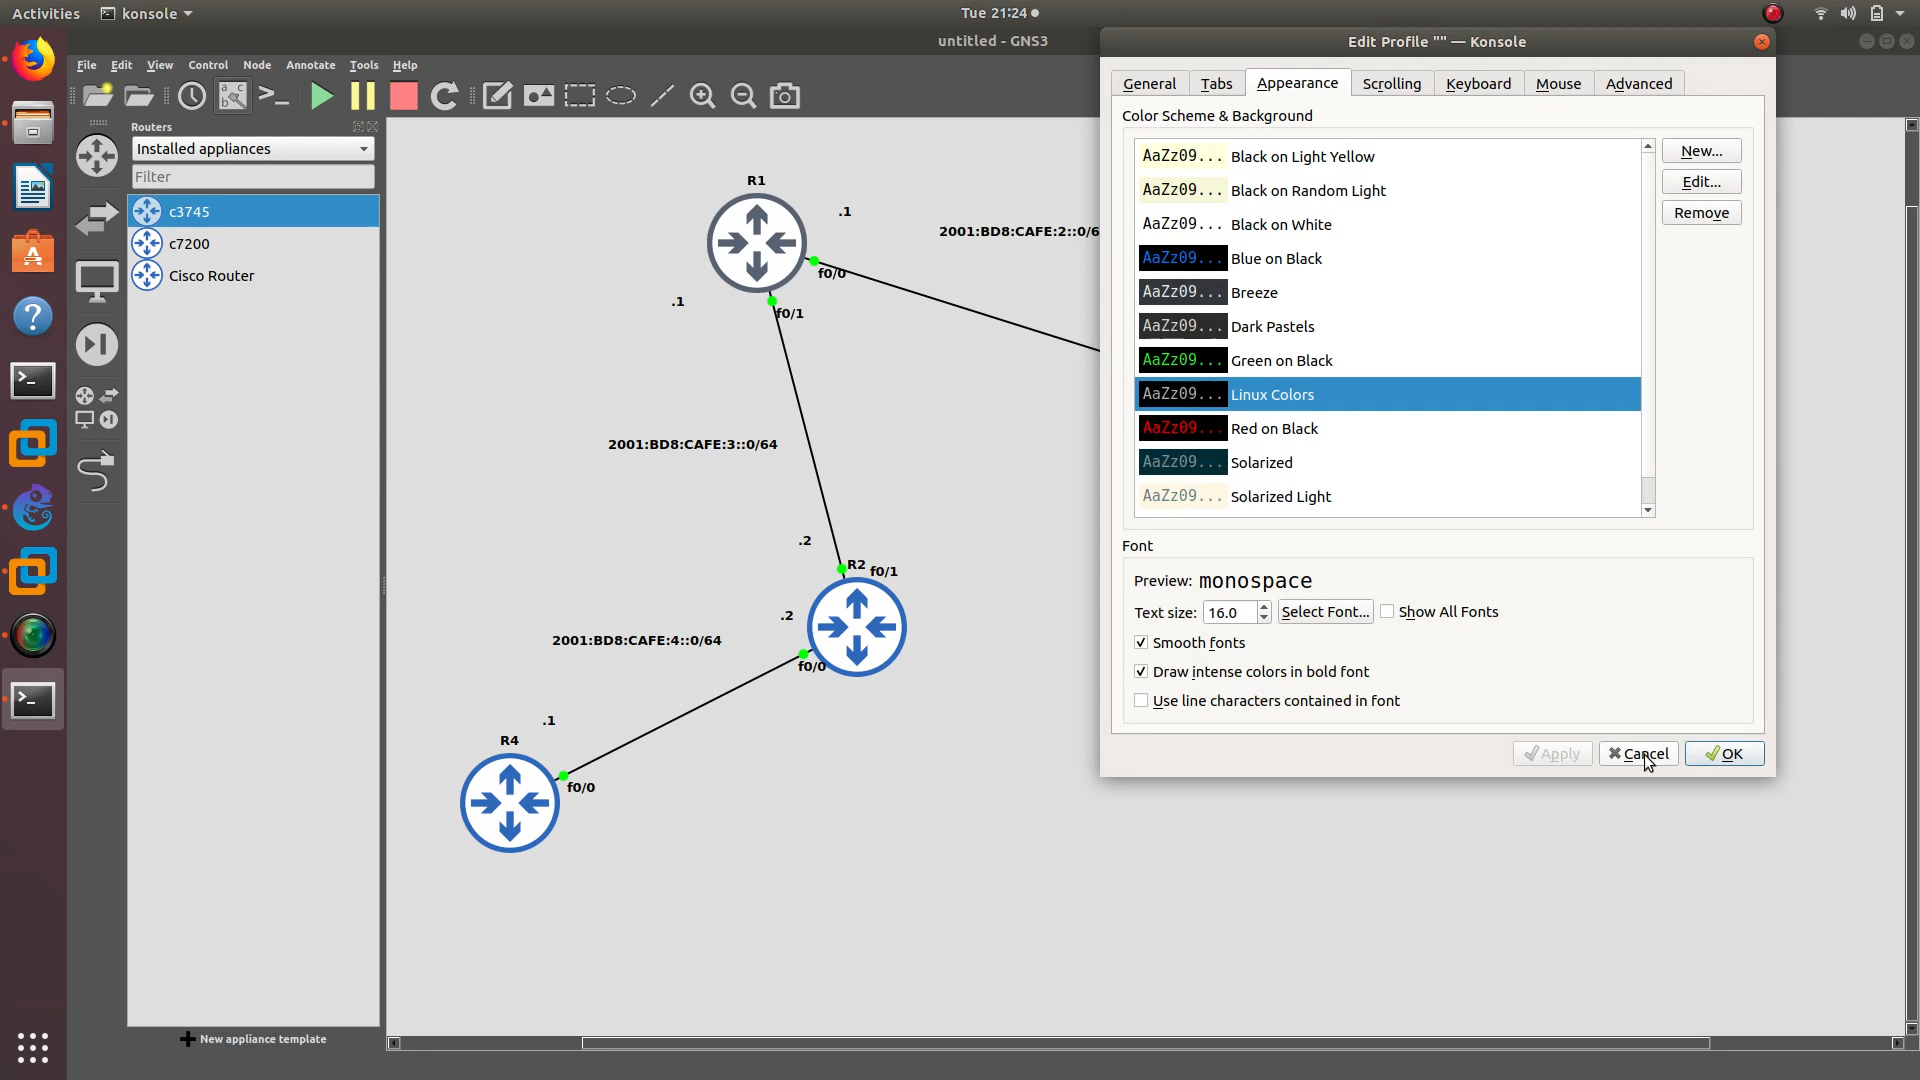 Activities
konsole
Tue 21:24
untitled - GNS3
File Edit View Control Node Annotate Tools Help
Routers
Installed appliances
Filter
c3745
c7200
Cisco Router
New appliance template
R1
.1
2001:BD8:CAFE:2::0/6
f0/0
.1
f0/1
2001:BD8:CAFE:3::0/64
.2
R2 f0/1
.2
2001:BD8:CAFE:4::0/64
f0/0
.1
R4
f0/0
Edit Profile "" — Konsole
General Tabs Appearance Scrolling Keyboard Mouse Advanced
Color Scheme & Background
AaZz09... Black on Light Yellow
AaZz09... Black on Random Light
AaZz09... Black on White
AaZz09... Blue on Black
AaZz09... Breeze
AaZz09... Dark Pastels
AaZz09... Green on Black
AaZz09... Linux Colors
AaZz09... Red on Black
AaZz09... Solarized
AaZz09... Solarized Light
New...
Edit...
Remove
Font
Preview: monospace
Text size: 16.0 Select Font... Show All Fonts
Smooth fonts
Draw intense colors in bold font
Use line characters contained in font
Apply Cancel OK